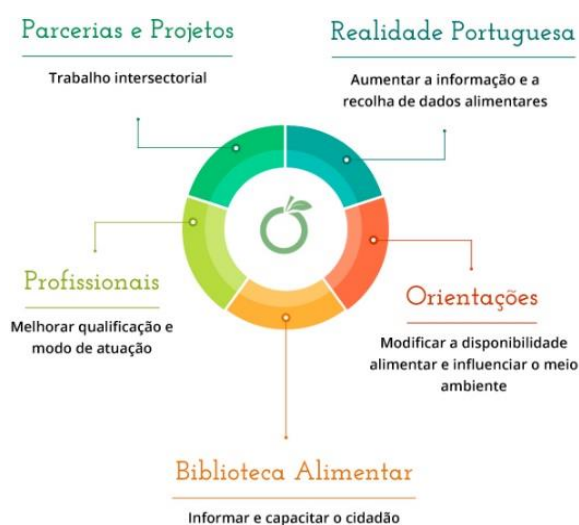 Parcerias e Projetos
Trabalho intersectorial
Realidade Portuguesa
Aumentar a informação e a
recolha de dados alimentares
Profissionais
Melhorar qualificação e
modo de atuação
Orientações
Modificar a disponibilidade
alimentar e influenciar o meio
ambiente
Biblioteca Alimentar
Informar e capacitar o cidadão